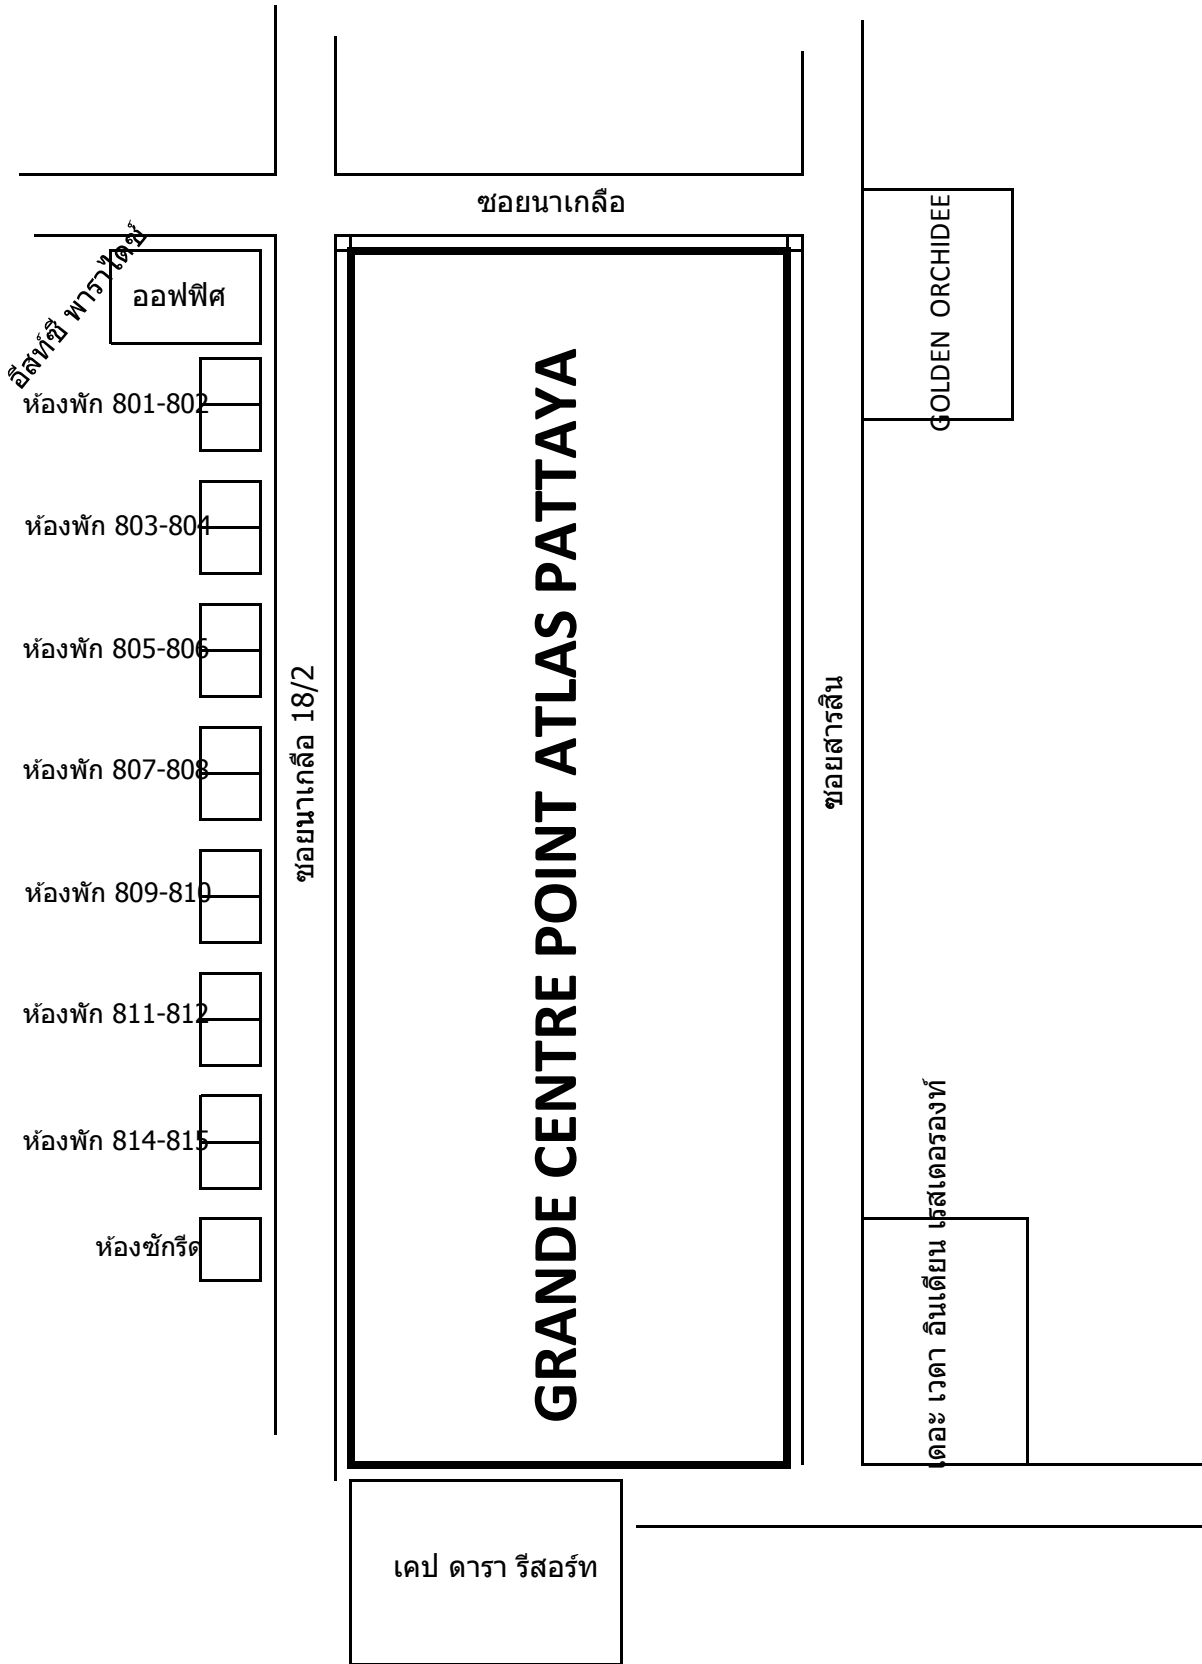 ซอยนาเกลือ
อีสท์ซี พาราไดซ์
ออฟฟิศ
GOLDEN ORCHIDEE
ห้องพัก 801-802
ห้องพัก 803-804
ห้องพัก 805-806
ห้องพัก 807-808
ห้องพัก 809-810
ห้องพัก 811-812
ห้องพัก 814-815
ห้องซักรีด
ซอยนาเกลือ 18/2
GRANDE CENTRE POINT ATLAS PATTAYA
ซอยสารสิน
เดอะ เวดา อินเดียน เรสเตอรองท์
เคป ดารา รีสอร์ท